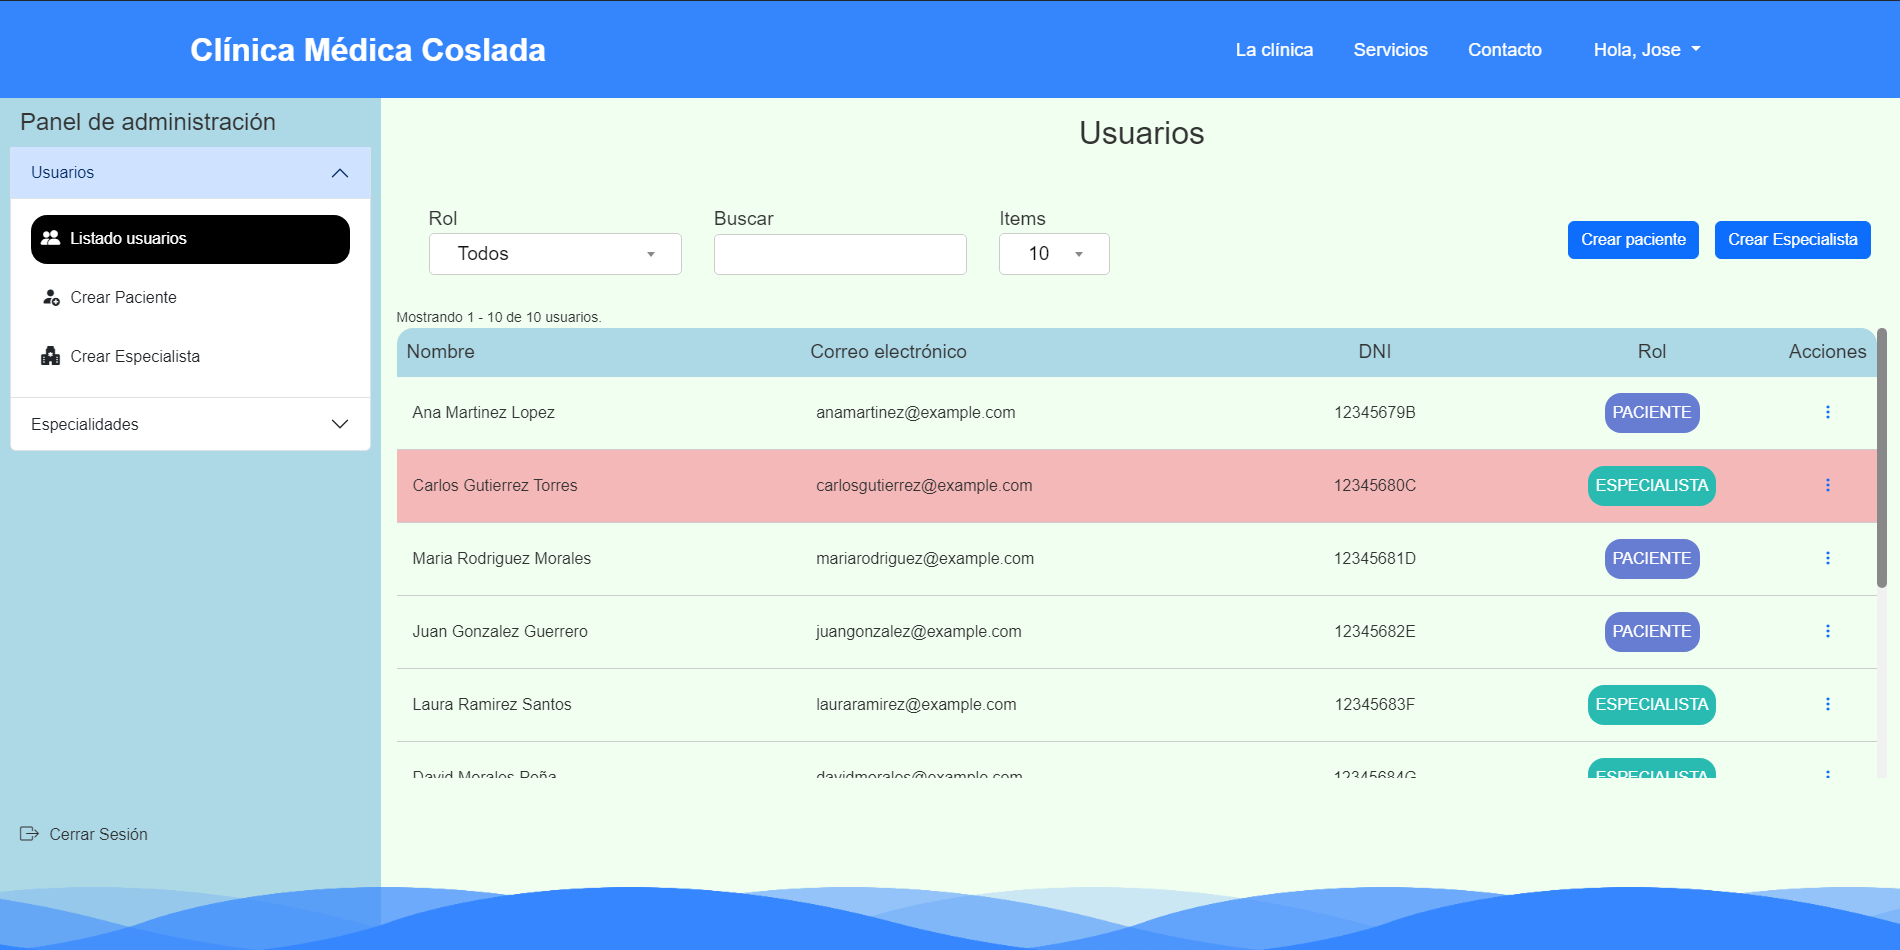 Clínica Médica Coslada
La clínica Servicios Contacto Hola, Jose
Panel de administración
Usuarios
Listado usuarios
Crear Paciente
Crear Especialista
Especialidades
Cerrar Sesión
Usuarios
Rol Buscar Items
Todos 10 Crear paciente Crear Especialista
Mostrando 1 - 10 de 10 usuarios.
Nombre Correo electrónico DNI Rol Acciones
Ana Martinez Lopez anamartinez@example.com 12345679B PACIENTE
Carlos Gutierrez Torres carlosgutierrez@example.com 12345680C ESPECIALISTA
Maria Rodriguez Morales mariarodriguez@example.com 12345681D PACIENTE
Juan Gonzalez Guerrero juangonzalez@example.com 12345682E PACIENTE
Laura Ramirez Santos lauraramirez@example.com 12345683F ESPECIALISTA
David Morales Peña davidmorales@example.com 12345684G ESPECIALISTA